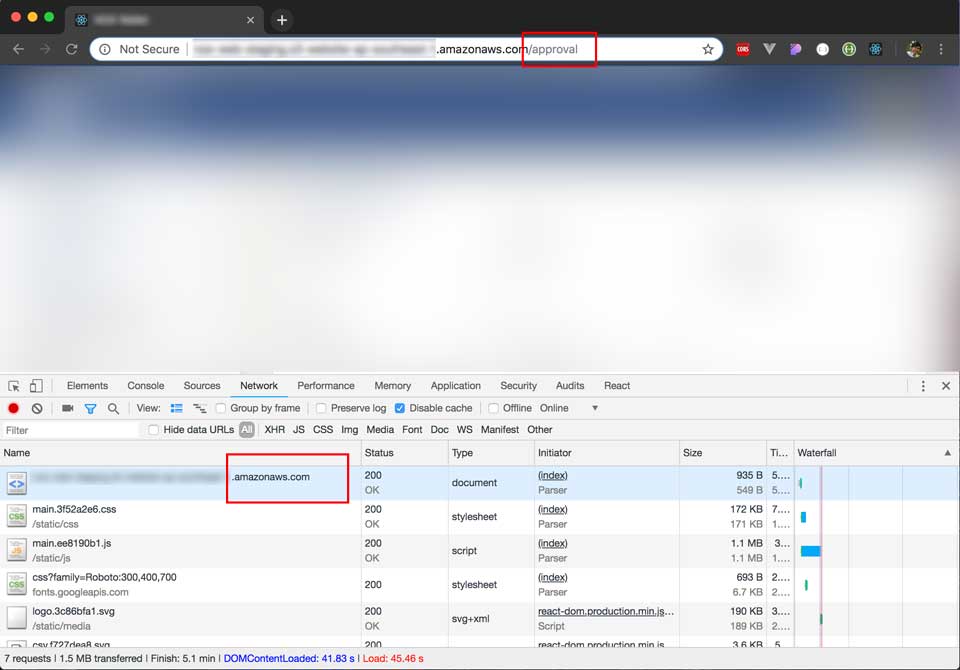 Not Secure
.amazonaws.com/approval
CORS
Elements Console Sources Network Performance Memory Application Security Audits React
View: Group by frame Preserve log Disable cache Offline Online
Filter Hide data URLs All XHR JS CSS Img Media Font Doc WS Manifest Other
Name Status Type Initiator Size Ti... Waterfall
.amazonaws.com 200 OK document (index) Parser 935 B 549 B 5.... 5....
main.3f52a2e6.css 200 (index) 172 KB 7....
/static/css OK stylesheet Parser 171 KB 1....
main.ee8190b1.js 200 (index) 1.1 MB 3...
/static/js OK script Parser 1.1 MB 1....
css?family=Roboto:300,400,700 200 (index) 693 B 2....
fonts.googleapis.com OK stylesheet Parser 6.7 KB 2....
logo.3c86bfa1.svg 200 react-dom.production.min.js... 190 KB 3....
/static/media OK svg+xml Script 189 KB 2....
csv.f727dea8.svg 200 react-dom.production.min.js 3.6 KB 5
7 requests | 1.5 MB transferred | Finish: 5.1 min | DOMContentLoaded: 41.83 s | Load: 45.46 s